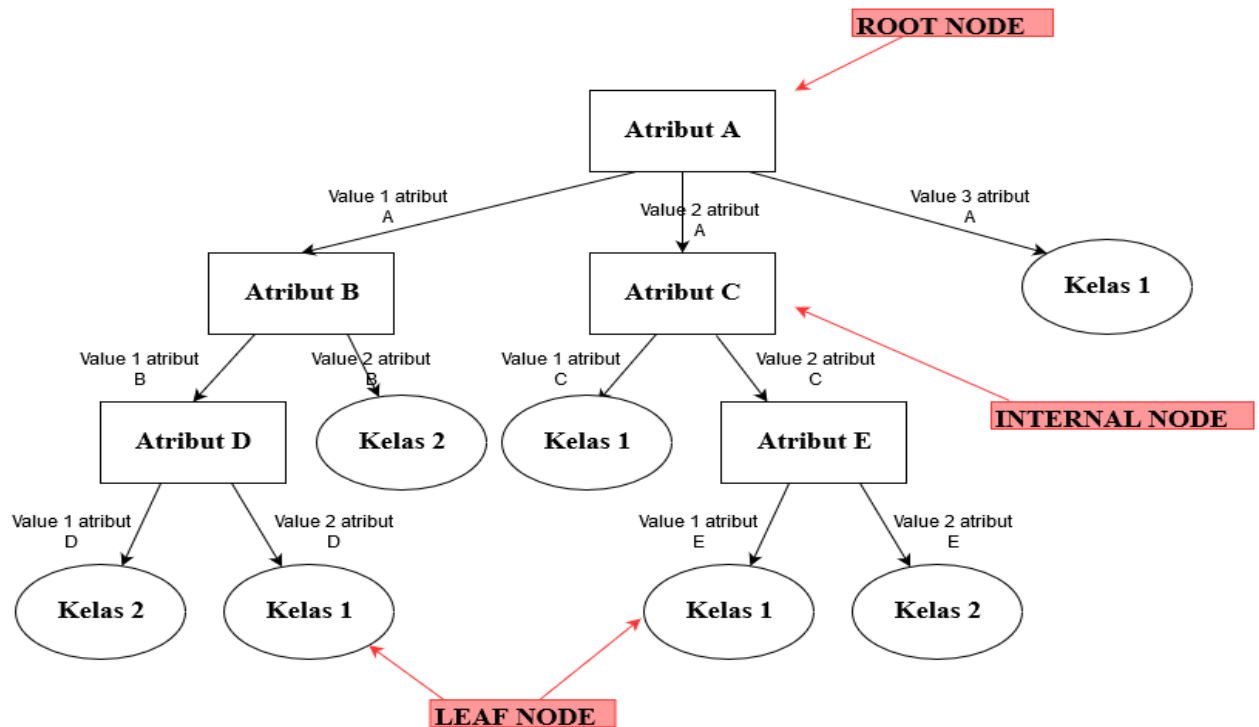 ROOT NODE
Atribut A
Value 1 atribut
A
Value 2 atribut
A
Value 3 atribut
A
Atribut B
Atribut C
Kelas 1
Value 1 atribut
B
Value 2 atribut
B
Value 1 atribut
C
Value 2 atribut
C
INTERNAL NODE
Atribut D
Kelas 2
Kelas 1
Atribut E
Value 1 atribut
D
Value 2 atribut
D
Value 1 atribut
E
Value 2 atribut
E
Kelas 2
Kelas 1
Kelas 1
Kelas 2
LEAF NODE